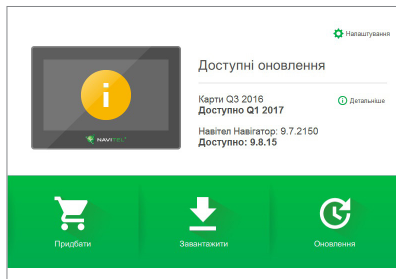 Налаштування
Доступні оновлення
Карти Q3 2016
Доступно Q1 2017
Детальніше
Навітел Навігатор: 9.7.2150
Доступно: 9.8.15
NAVITEL
Придбати
Завантажити
Оновлення